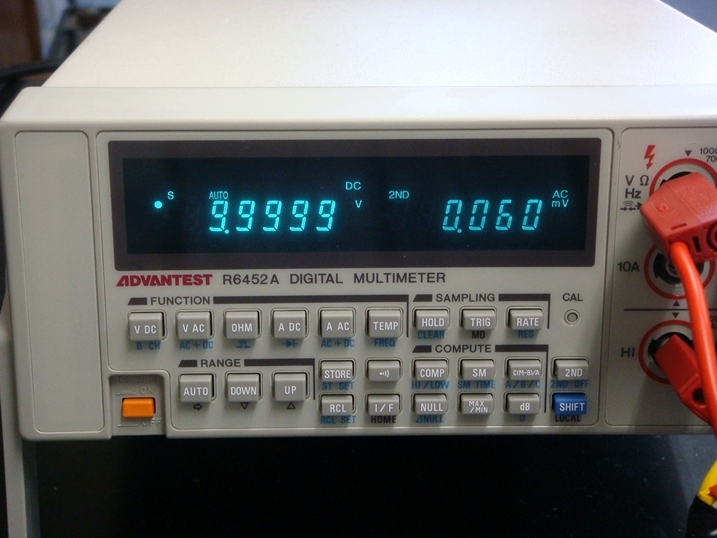 S AUTO 9.9999 DC V 2ND 0.060 AC mV
ADVANTEST R6452A DIGITAL MULTIMETER
FUNCTION SAMPLING CAL
V DC V AC OHM A DC A AC TEMP HOLD TRIG RATE
B CH AC+DC AC+DC FREQ CLEAR MD REG
RANGE COMPUTE
STORE COMP SM 2ND
ST SET HI/LOW SM TIME A/B/C 2ND OFF
AUTO DOWN UP
RCL I/F NULL MAX/MIN dB SHIFT
RCL SET HOME LOCAL
V Ω
Hz
10A
HI